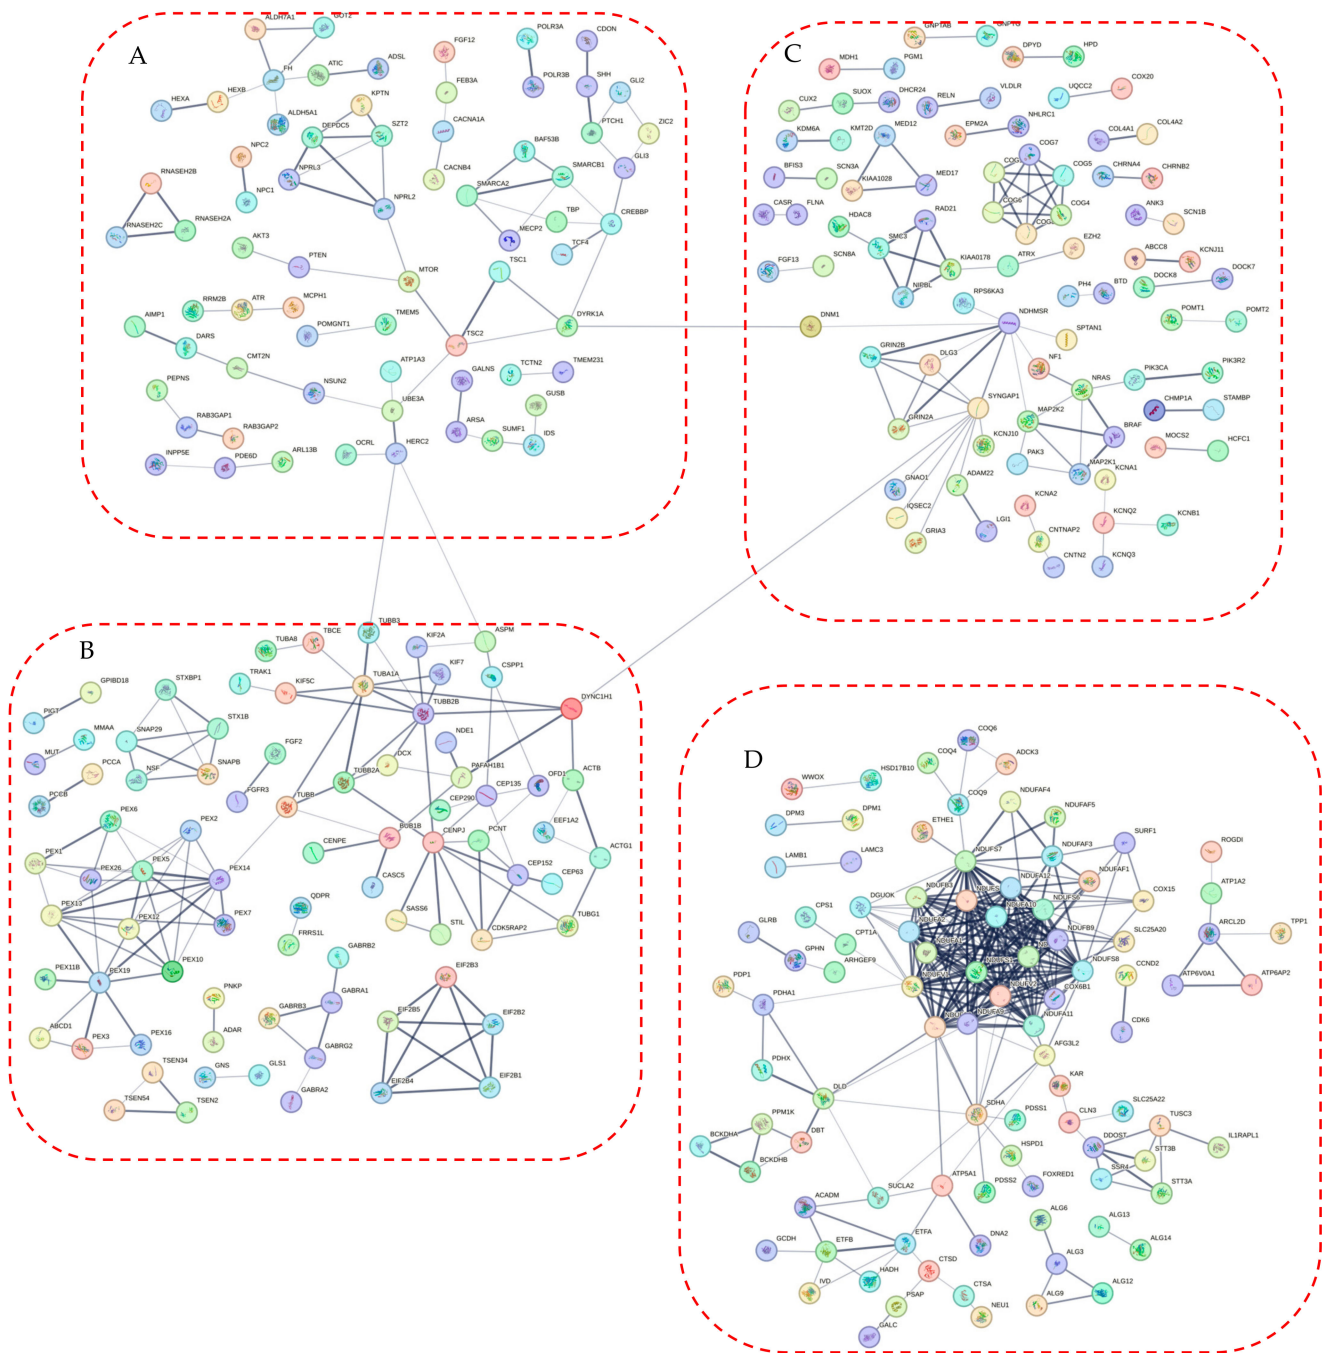 A
ALDH7A1
GOT2
FH
ATIC
ADSL
HEXA
HEXB
ALDH5A1
FGF12
FEB3A
CACNA1A
CACNB4
POLR3A
POLR3B
CDON
SHH
GLI2
PTCH1
ZIC2
GLI3
KPTN
DEPDC5
SZT2
NPRL3
NPRL2
NPC2
NPC1
RNASEH2B
RNASEH2C
RNASEH2A
BAF53B
SMARCB1
SMARCA2
TBP
CREBBP
MECP2
TCF4
AKT3
PTEN
MTOR
TSC1
TSC2
DYRK1A
RRM2B
ATR
MCPH1
AIMP1
DARS
POMGNT1
TMEM5
CMT2N
NSUN2
ATP1A3
UBE3A
HERC2
OCRL
GALNS
TCTN2
TMEM231
GUSB
ARSA
SUMF1
IDS
PEPNS
RAB3GAP1
RAB3GAP2
INPP5E
PDE6D
ARL13B
C
GNPTAB
GNPTG
DPYD
HPD
MDH1
PGM1
CUX2
SUOX
DHCR24
RELN
VLDLR
UQCC2
COX20
KDM6A
KMT2D
MED12
EPM2A
NHLRC1
COL4A1
COL4A2
BFIS3
SCN3A
KIAA1028
MED17
COG7
COG5
COG4
CHRNA4
CHRNB2
CASR
FLNA
HDAC8
RAD21
SMC3
KIAA0178
NIPBL
ATRX
EZH2
ANK3
SCN1B
FGF13
SCN8A
ABCC8
KCNJ11
DOCK8
DOCK7
RPS6KA3
PH4
BTD
DNM1
NDHMSR
SPTAN1
POMT1
POMT2
GRIN2B
DLG3
NF1
NRAS
PIK3CA
PIK3R2
SYNGAP1
GRIN2A
MAP2K2
BRAF
CHMP1A
STAMBP
KCNJ10
PAK3
MAP2K1
MOCS2
HCFC1
GNAO1
ADAM22
KCNA1
IQSEC2
LGI1
KCNA2
KCNQ2
KCNB1
GRIA3
CNTNAP2
CNTN2
KCNQ3
B
TUBB3
TUBA8
TBCE
KIF2A
ASPM
TRAK1
KIF5C
TUBA1A
KIF7
CSPP1
GPIBD18
PIGT
STXBP1
TUBB2B
DYNC1H1
MMAA
MUT
SNAP29
STX1B
NDE1
PCCA
PCCB
NSF
SNAPB
FGF2
FGFR3
DCX
PAFAH1B1
TUBB2A
TUBB
CEP135
OFD1
ACTB
CEP290
EEF1A2
PEX6
PEX2
BUB1B
CENPE
CENPJ
PCNT
ACTG1
PEX1
PEX26
PEX5
PEX14
CASC5
CEP152
CEP63
PEX13
PEX12
PEX7
QDPR
FRRS1L
SASS6
STIL
CDK5RAP2
TUBG1
PEX11B
PEX19
PEX10
GABRB2
EIF2B3
PNKP
ADAR
GABRB3
GABRA1
EIF2B5
EIF2B2
ABCD1
PEX3
PEX16
GABRG2
TSEN34
GNS
GLS1
GABRA2
EIF2B4
EIF2B1
TSEN54
TSEN2
D
COQ6
COQ4
ADCK3
WWOX
HSD17B10
COQ9
NDUFAF4
NDUFAF5
DPM3
DPM1
ETHE1
NDUFS7
NDUFAF3
SURF1
ROGDI
LAMB1
LAMC3
NDUFB3
NDUFA12
NDUFAF1
DGUOK
NDUFS6
COX15
ATP1A2
NDUFA10
CPS1
NDUFA2
NDUFB9
SLC25A20
ARCL2D
TPP1
GLRB
GPHN
CPT1A
ARHGEF9
NDUFA1
NDUFS1
NDUFS8
CCND2
ATP6V0A1
ATP6AP2
PDP1
PDHA1
NDUFV1
NDUFV2
COX6B1
CDK6
NDUFA9
NDUFA11
PDHX
AFG3L2
DLD
SDHA
PDSS1
KAR
CLN3
SLC25A22
TUSC3
IL1RAPL1
BCKDHA
PPM1K
DBT
BCKDHB
HSPD1
FOXRED1
DDOST
STT3B
SSR4
STT3A
SUCLA2
ATP5A1
PDSS2
ACADM
ETFA
DNA2
ALG6
ALG13
ALG14
GCDH
ETFB
HADH
CTSD
ALG3
IVD
PSAP
CTSA
NEU1
ALG9
ALG12
GALC